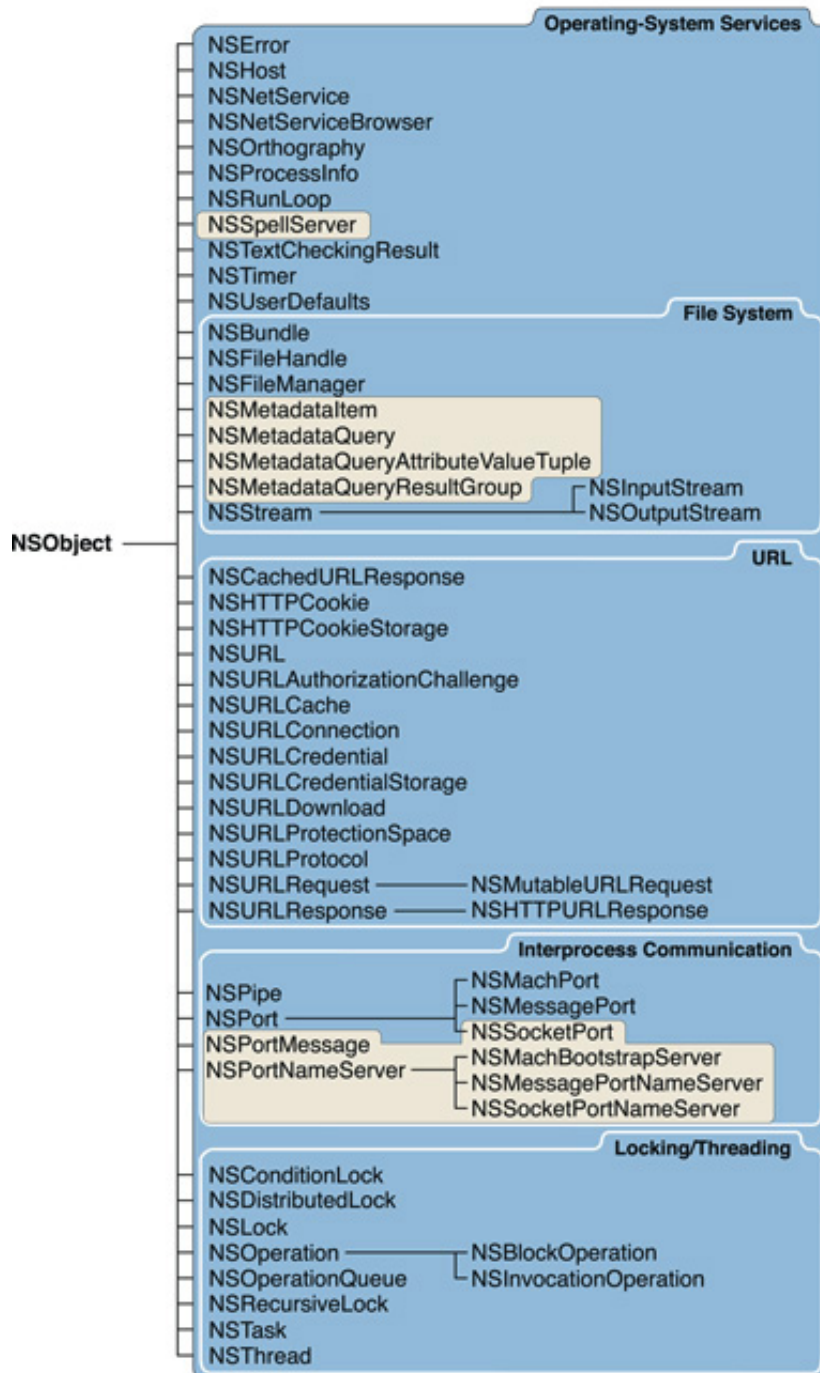 Operating-System Services
NSError
NSHost
NSNetService
NSNetServiceBrowser
NSOrthography
NSProcessInfo
NSRunLoop
NSSpellServer
NSTextCheckingResult
NSTimer
NSUserDefaults
File System
NSBundle
NSFileHandle
NSFileManager
NSMetadataItem
NSMetadataQuery
NSMetadataQueryAttributeValueTuple
NSMetadataQueryResultGroup
NSInputStream
NSStream
NSOutputStream
NSObject
URL
NSCachedURLResponse
NSHTTPCookie
NSHTTPCookieStorage
NSURL
NSURLAuthorizationChallenge
NSURLCache
NSURLConnection
NSURLCredential
NSURLCredentialStorage
NSURLDownload
NSURLProtectionSpace
NSURLProtocol
NSURLRequest
NSMutableURLRequest
NSURLResponse
NSHTTPURLResponse
Interprocess Communication
NSPipe
NSMachPort
NSPort
NSMessagePort
NSSocketPort
NSPortMessage
NSPortNameServer
NSMachBootstrapServer
NSMessagePortNameServer
NSSocketPortNameServer
Locking/Threading
NSConditionLock
NSDistributedLock
NSLock
NSOperation
NSBlockOperation
NSOperationQueue
NSInvocationOperation
NSRecursiveLock
NSTask
NSThread